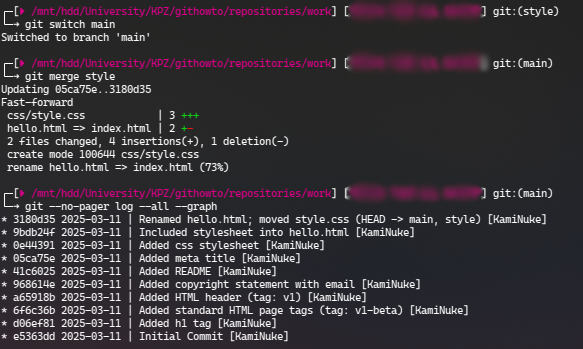 [ /mnt/hdd/University/KPZ/githowto/repositories/work] [ ] git:(style)
git switch main
Switched to branch 'main'
[ /mnt/hdd/University/KPZ/githowto/repositories/work] [ ] git:(main)
git merge style
Updating 05ca75e..3180d35
Fast-forward
css/style.css | 3 +++
hello.html => index.html | 2 +-
2 files changed, 4 insertions(+), 1 deletion(-)
create mode 100644 css/style.css
rename hello.html => index.html (73%)
[ /mnt/hdd/University/KPZ/githowto/repositories/work] [ ] git:(main)
git --no-pager log --all --graph
* 3180d35 2025-03-11 | Renamed hello.html; moved style.css (HEAD -> main, style) [KamiNuke]
* 9bdb24f 2025-03-11 | Included stylesheet into hello.html [KamiNuke]
* 0e44391 2025-03-11 | Added css stylesheet [KamiNuke]
* 05ca75e 2025-03-11 | Added meta title [KamiNuke]
* 41c6025 2025-03-11 | Added README [KamiNuke]
* 968614e 2025-03-11 | Added copyright statement with email [KamiNuke]
* a65918b 2025-03-11 | Added HTML header (tag: v1) [KamiNuke]
* 6f6c36b 2025-03-11 | Added standard HTML page tags (tag: v1-beta) [KamiNuke]
* d06ef81 2025-03-11 | Added h1 tag [KamiNuke]
* e5363dd 2025-03-11 | Initial Commit [KamiNuke]